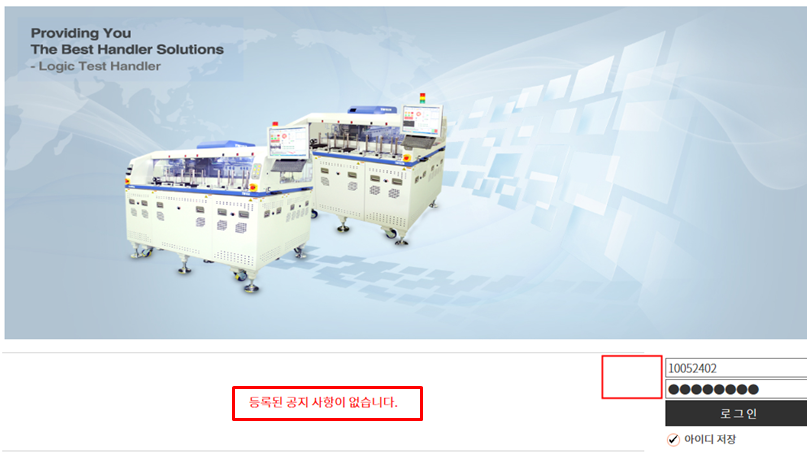 Providing You
The Best Handler Solutions
- Logic Test Handler
등록된 공지 사항이 없습니다.
10052402
●●●●●●●●
로그인
아이디 저장